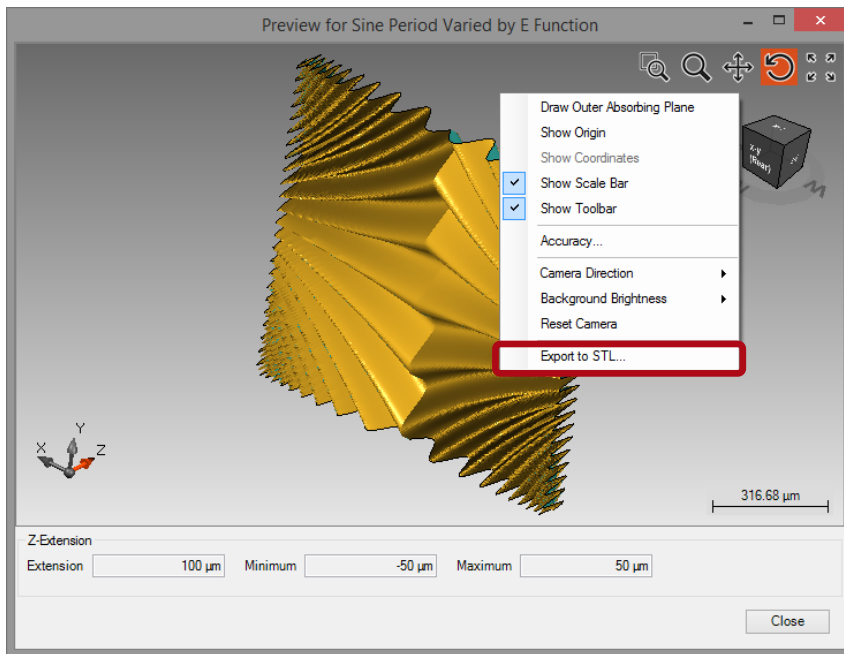 Preview for Sine Period Varied by E Function
Draw Outer Absorbing Plane
Show Origin
Show Coordinates
Show Scale Bar
Show Toolbar
Accuracy...
Camera Direction
Background Brightness
Reset Camera
Export to STL...
Z-y
(Rear)
X
Y
Z
316.68 µm
Z-Extension
Extension 100 µm Minimum -50 µm Maximum 50 µm
Close